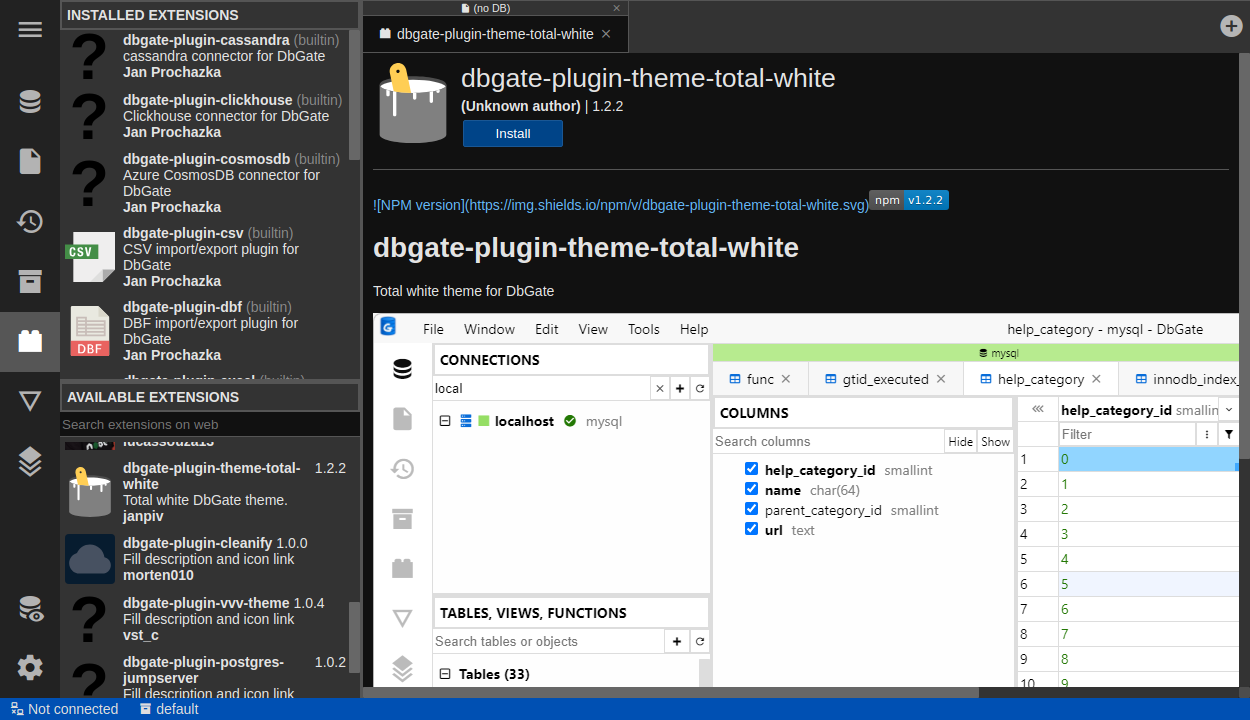 INSTALLED EXTENSIONS
dbgate-plugin-cassandra (builtin)
cassandra connector for DbGate
Jan Prochazka
dbgate-plugin-clickhouse (builtin)
Clickhouse connector for DbGate
Jan Prochazka
dbgate-plugin-cosmosdb (builtin)
Azure CosmosDB connector for
DbGate
Jan Prochazka
CSV
dbgate-plugin-csv (builtin)
CSV import/export plugin for
DbGate
Jan Prochazka
DBF
dbgate-plugin-dbf (builtin)
DBF import/export plugin for
DbGate
Jan Prochazka
dbgate-plugin-excel (builtin)
AVAILABLE EXTENSIONS
Search extensions on web
lucassouza13
dbgate-plugin-theme-total- 1.2.2
white
Total white DbGate theme.
janpiv
dbgate-plugin-cleanify 1.0.0
Fill description and icon link
morten010
dbgate-plugin-vvv-theme 1.0.4
Fill description and icon link
vst_c
dbgate-plugin-postgres- 1.0.2
jumpserver
Fill description and icon link
(no DB)
dbgate-plugin-theme-total-white
dbgate-plugin-theme-total-white
(Unknown author) | 1.2.2
Install
![NPM version](https://img.shields.io/npm/v/dbgate-plugin-theme-total-white.svg) npm v1.2.2
dbgate-plugin-theme-total-white
Total white theme for DbGate
File Window Edit View Tools Help help_category - mysql - DbGate
CONNECTIONS
local
localhost mysql
TABLES, VIEWS, FUNCTIONS
Search tables or objects
Tables (33)
mysql
func gtid_executed help_category innodb_index_
COLUMNS
Search columns Hide Show
help_category_id smallint
name char(64)
parent_category_id smallint
url text
help_category_id smallin
Filter
1 0
2 1
3 2
4 3
5 4
6 5
7 6
8 7
9 8
10 9
Not connected default